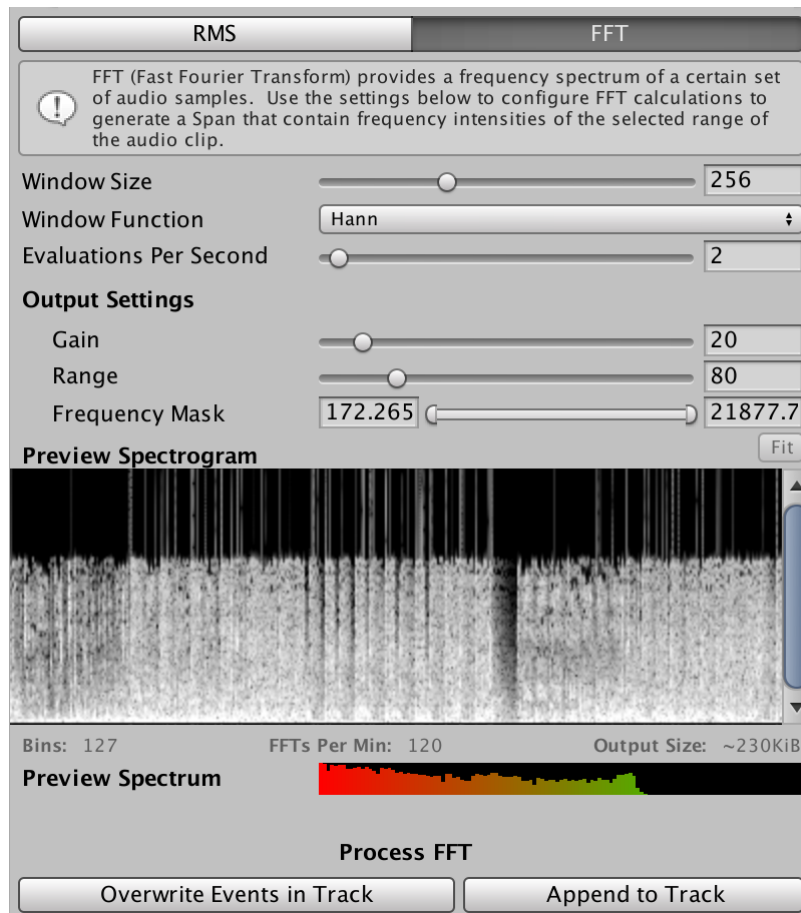 RMS FFT
FFT (Fast Fourier Transform) provides a frequency spectrum of a certain set
of audio samples.  Use the settings below to configure FFT calculations to
generate a Span that contain frequency intensities of the selected range of
the audio clip.
Window Size 256
Window Function Hann
Evaluations Per Second 2
Output Settings
Gain 20
Range 80
Frequency Mask 172.265 21877.7
Preview Spectrogram Fit
Bins: 127 FFTs Per Min: 120 Output Size: ~230KiB
Preview Spectrum
Process FFT
Overwrite Events in Track Append to Track